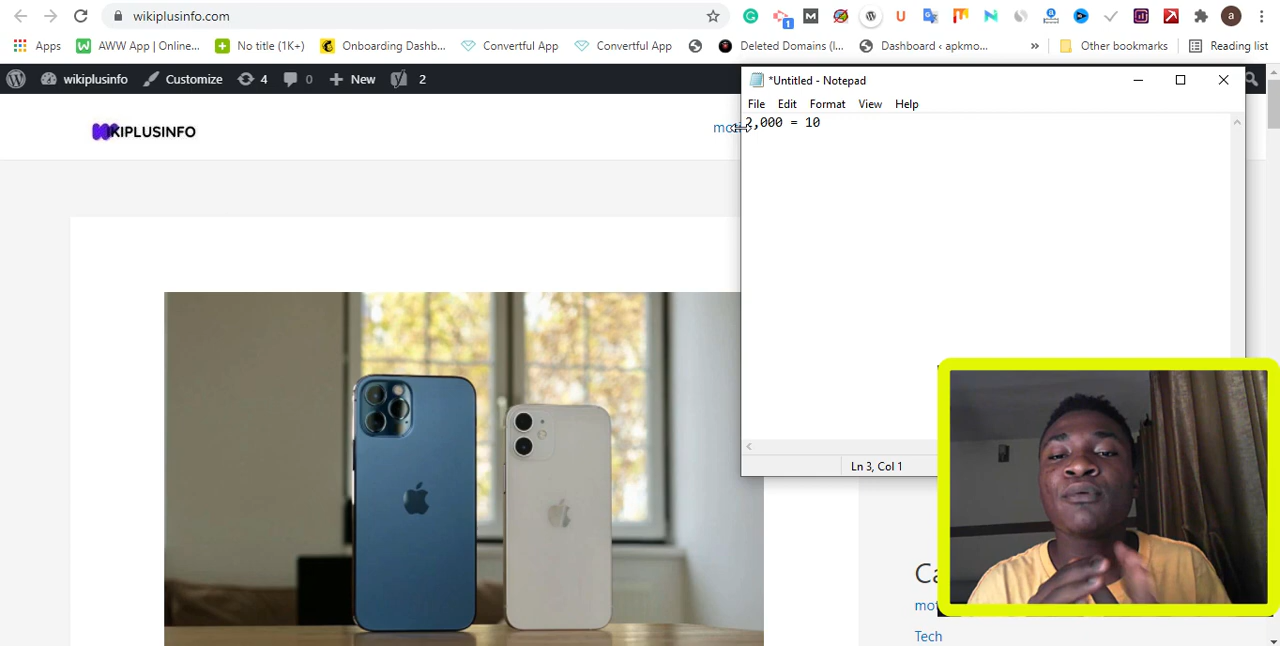 wikiplusinfo.com
1
M
U
a
Apps
AWW App | Online...
No title (1K+)
Onboarding Dashb...
Convertful App
Convertful App
Deleted Domains (l...
Dashboard ‹ apkmo...
»
Other bookmarks
Reading list
wikiplusinfo
Customize
4
0
New
2
*Untitled - Notepad
File
Edit
Format
View
Help
WIKIPLUSINFO
2,000 = 10
Ln 3, Col 1
Tech